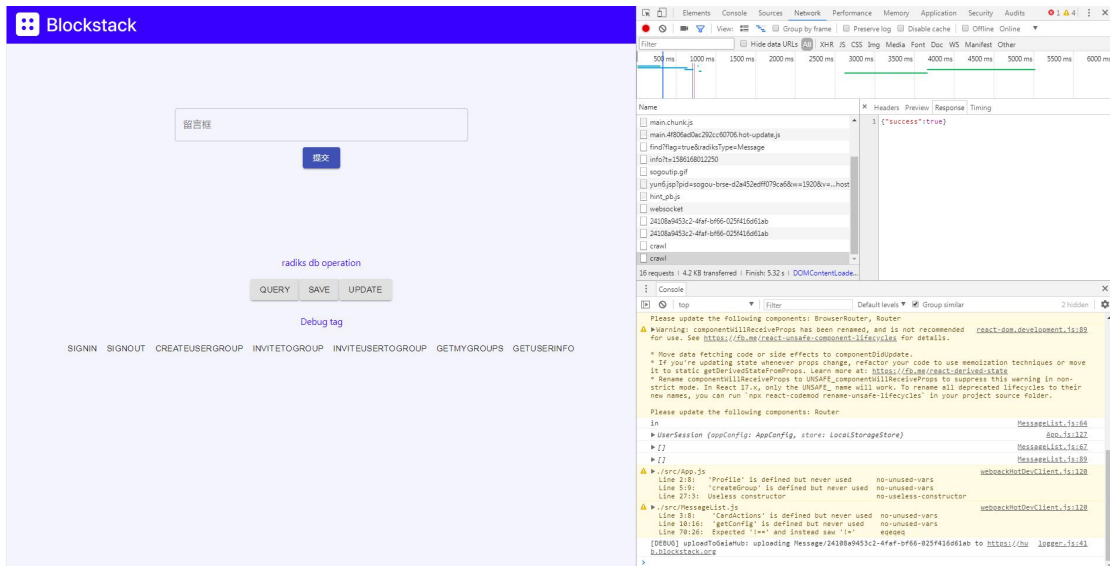 Blockstack
留言框
提交
radiks db operation
QUERY SAVE UPDATE
Debug tag
SIGNIN SIGNOUT CREATEUSERGROUP INVITETOGROUP INVITEUSERTOGROUP GETMYGROUPS GETUSERINFO
Elements Console Sources Network Performance Memory Application Security Audits 1 4
View: Group by frame Preserve log Disable cache Offline Online
Filter Hide data URLs All XHR JS CSS Img Media Font Doc WS Manifest Other
500 ms 1000 ms 1500 ms 2000 ms 2500 ms 3000 ms 3500 ms 4000 ms 4500 ms 5000 ms 5500 ms 6000 ms
Name
main.chunk.js
main.4f806ad0ac292cc60706.hot-update.js
find?flag=true&radiksType=Message
info?t=1586168012250
sogoutip.gif
yun6.jsp?pid=sogou-brse-d2a452edff079ca6&w=1920&v=...host
hint_pb.js
websocket
24108a9453c2-4faf-bf66-025f416d61ab
24108a9453c2-4faf-bf66-025f416d61ab
crawl
crawl
16 requests | 4.2 KB transferred | Finish: 5.32 s | DOMContentLoade...
Headers Preview Response Timing
1 {"success":true}
Console
top Filter Default levels Group similar 2 hidden
Please update the following components: BrowserRouter, Router
Warning: componentWillReceiveProps has been renamed, and is not recommended for use. See https://fb.me/react-unsafe-component-lifecycles for details. react-dom.development.js:89
* Move data fetching code or side effects to componentDidUpdate.
* If you're updating state whenever props change, refactor your code to use memoization techniques or move
it to static getDerivedStateFromProps. Learn more at: https://fb.me/react-derived-state
* Rename componentWillReceiveProps to UNSAFE_componentWillReceiveProps to suppress this warning in non-
strict mode. In React 17.x, only the UNSAFE_ name will work. To rename all deprecated lifecycles to their
new names, you can run `npx react-codemod rename-unsafe-lifecycles` in your project source folder.
Please update the following components: Router
in MessageList.js:64
UserSession {appConfig: AppConfig, store: LocalStorageStore} App.js:127
[] MessageList.js:67
[] MessageList.js:89
./src/App.js webpackHotDevClient.js:120
Line 2:8: 'Profile' is defined but never used no-unused-vars
Line 5:9: 'createGroup' is defined but never used no-unused-vars
Line 27:3: Useless constructor no-useless-constructor
./src/MessageList.js webpackHotDevClient.js:120
Line 3:8: 'CardActions' is defined but never used no-unused-vars
Line 10:16: 'getConfig' is defined but never used no-unused-vars
Line 70:26: Expected '!==' and instead saw '!=' eqeqeq
[DEBUG] uploadToGaiaHub: uploading Message/24108a9453c2-4faf-bf66-025f416d61ab to https://hu logger.js:41
b.blockstack.org